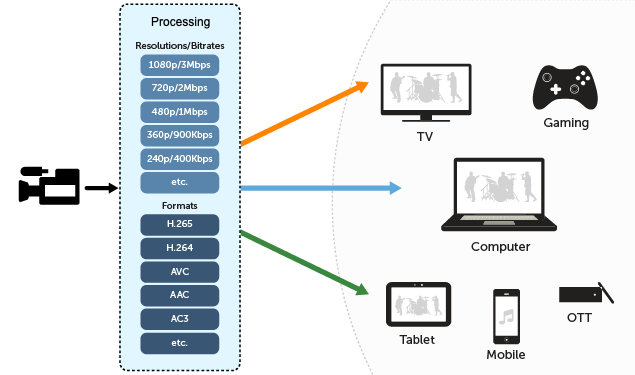 Processing
Resolutions/Bitrates
1080p/3Mbps
720p/2Mbps
480p/1Mbps
360p/900Kbps
240p/400Kbps
etc.
Formats
H.265
H.264
AVC
AAC
AC3
etc.
TV
Gaming
Computer
Tablet
Mobile
OTT